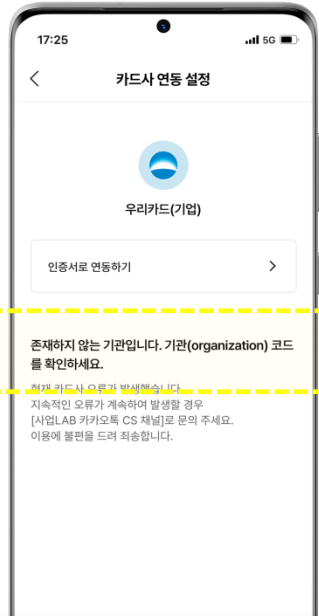 17:25
5G
카드사 연동 설정
우리카드(기업)
인증서로 연동하기
존재하지 않는 기관입니다. 기관(organization) 코드
를 확인하세요.
현재 카드사 오류가 발생했습니다
지속적인 오류가 계속하여 발생할 경우
[사업LAB 카카오톡 CS 채널]로 문의 주세요.
이용에 불편을 드려 죄송합니다.